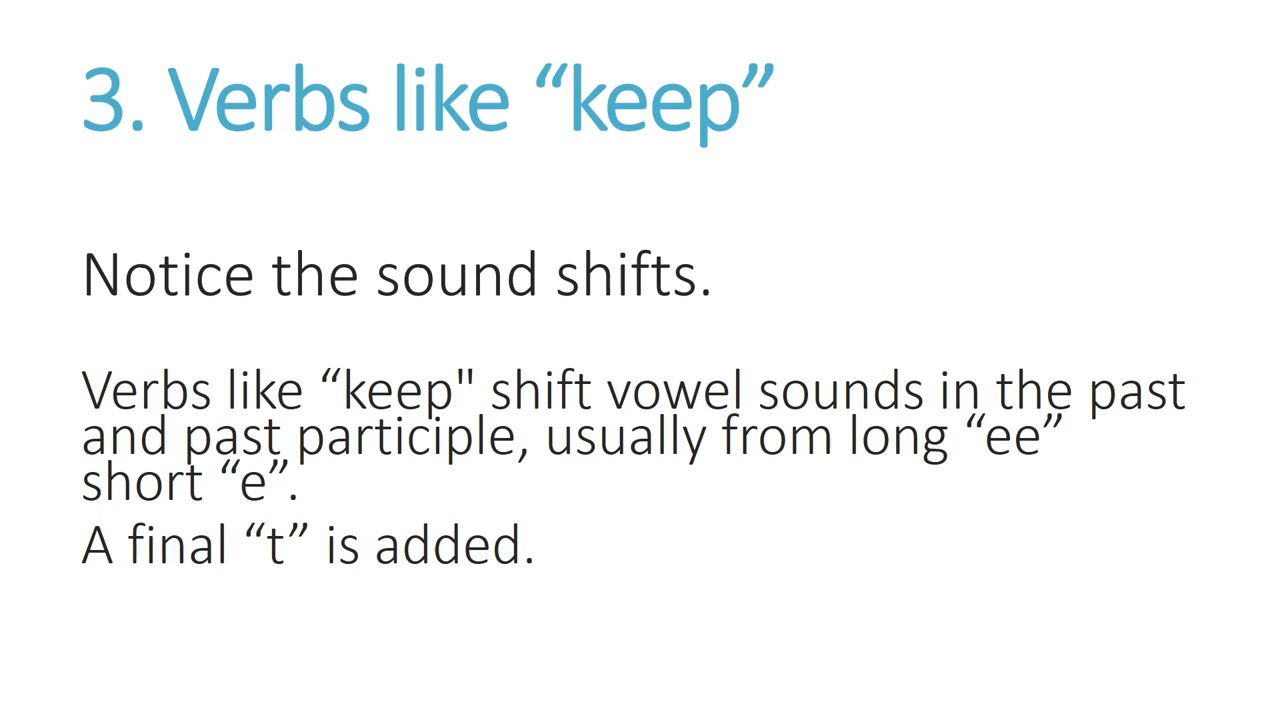 3. Verbs like “keep”
Notice the sound shifts.
Verbs like “keep" shift vowel sounds in the past
and past participle, usually from long “ee”
short “e”.
A final “t” is added.